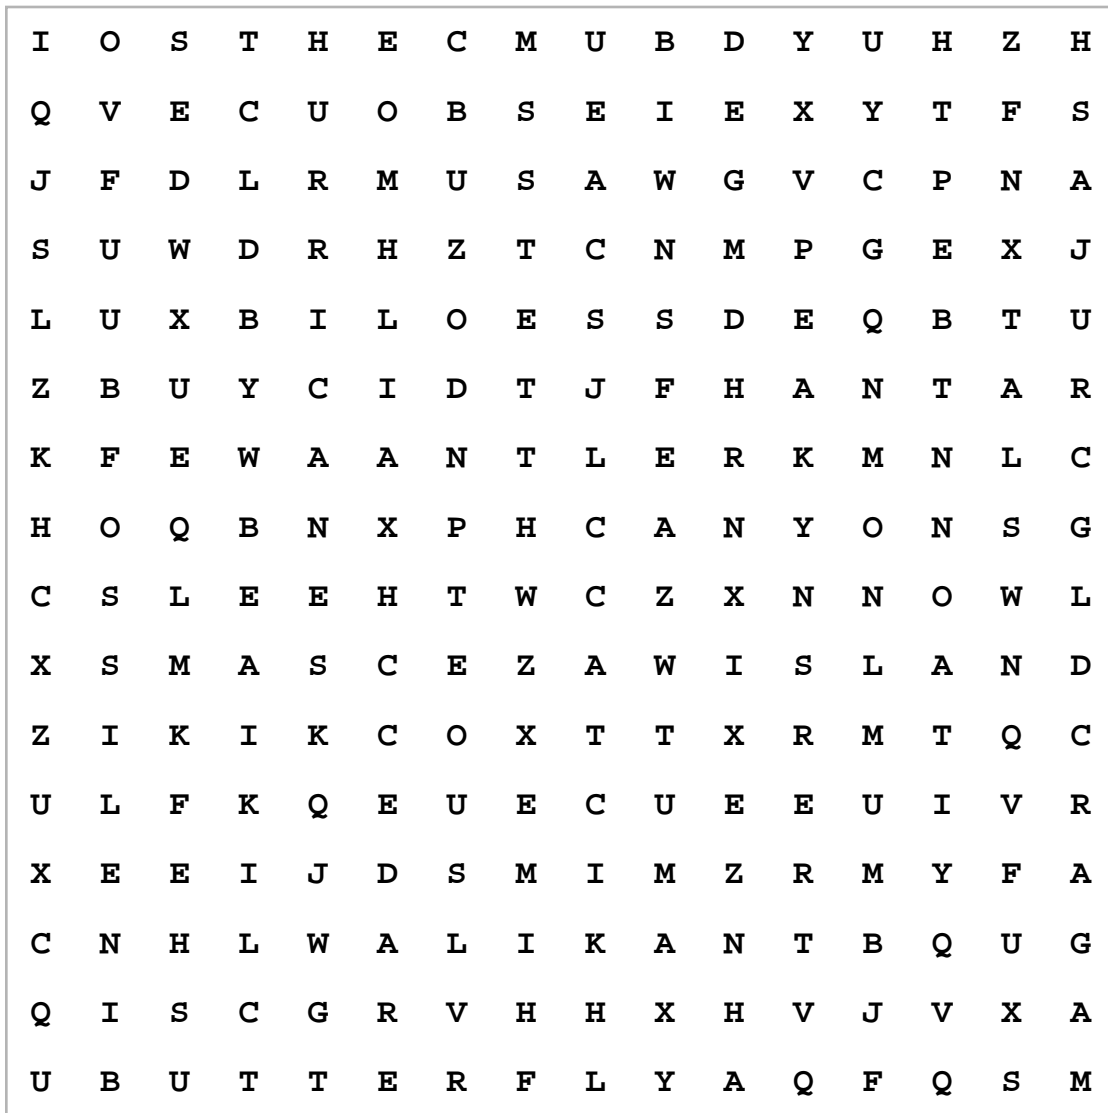 I O S T H E C M U B D Y U H Z H
Q V E C U O B S E I E X Y T F S
J F D L R M U S A W G V C P N A
S U W D R H Z T C N M P G E X J
L U X B I L O E S S D E Q B T U
Z B U Y C I D T J F H A N T A R
K F E W A A N T L E R K M N L C
H O Q B N X P H C A N Y O N S G
C S L E E H T W C Z X N N O W L
X S M A S C E Z A W I S L A N D
Z I K I K C O X T T X R M T Q C
U L F K Q E U E C U E E U I V R
X E E I J D S M I M Z R M Y F A
C N H L W A L I K A N T B Q U G
Q I S C G R V H H X H V J V X A
U B U T T E R F L Y A Q F Q S M